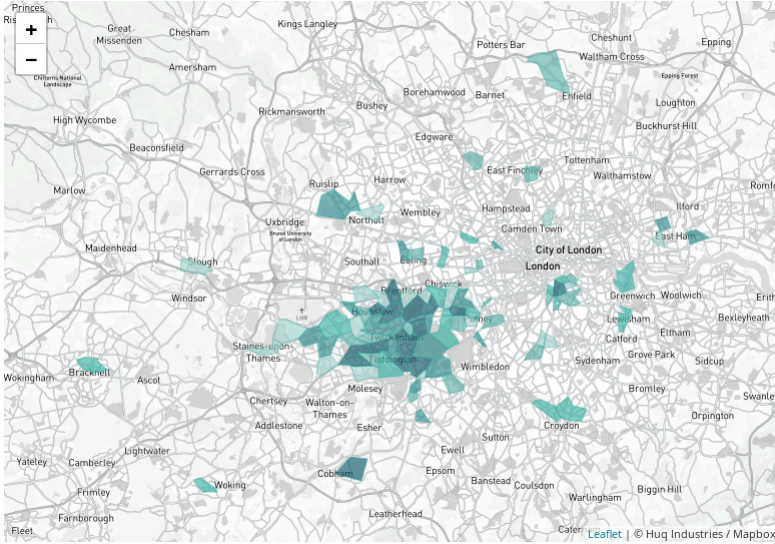 Princes
Ris
Great
Missenden
Chesham
Kings Langley
Potters Bar
Cheshunt
Waltham Cross
Epping
+
−
Chilterns National
Landscape
Amersham
Epping Forest
Borehamwood
Barnet
Enfield
Loughton
Rickmansworth
Bushey
High Wycombe
Buckhurst Hill
Edgware
Beaconsfield
Tottenham
Gerrards Cross
East Finchley
Walthamstow
Marlow
Ruislip
Harrow
Romfo
Uxbridge
Brunel University
of London
Northolt
Wembley
Hampstead
Ilford
Camden Town
East Ham
Maidenhead
City of London
Slough
Southall
Ealing
London
Windsor
Brentford
Chiswick
Greenwich
Woolwich
Erith
LHR
Hounslow
Putney
Lewisham
Bexleyheath
Staines-upon-
Thames
Twickenham
Catford
Eltham
Teddington
Wimbledon
Sydenham
Grove Park
Sidcup
Wokingham
Bracknell
Ascot
Molesey
Bromley
Swanle
Chertsey
Walton-on-
Thames
Addlestone
Esher
Croydon
Orpington
Sutton
Lightwater
Ewell
Yateley
Camberley
Cobham
Epsom
Banstead
Coulsdon
Frimley
Woking
Warlingham
Biggin Hill
Farnborough
Leatherhead
Fleet
Cater
Leaflet | © Huq Industries / Mapbox